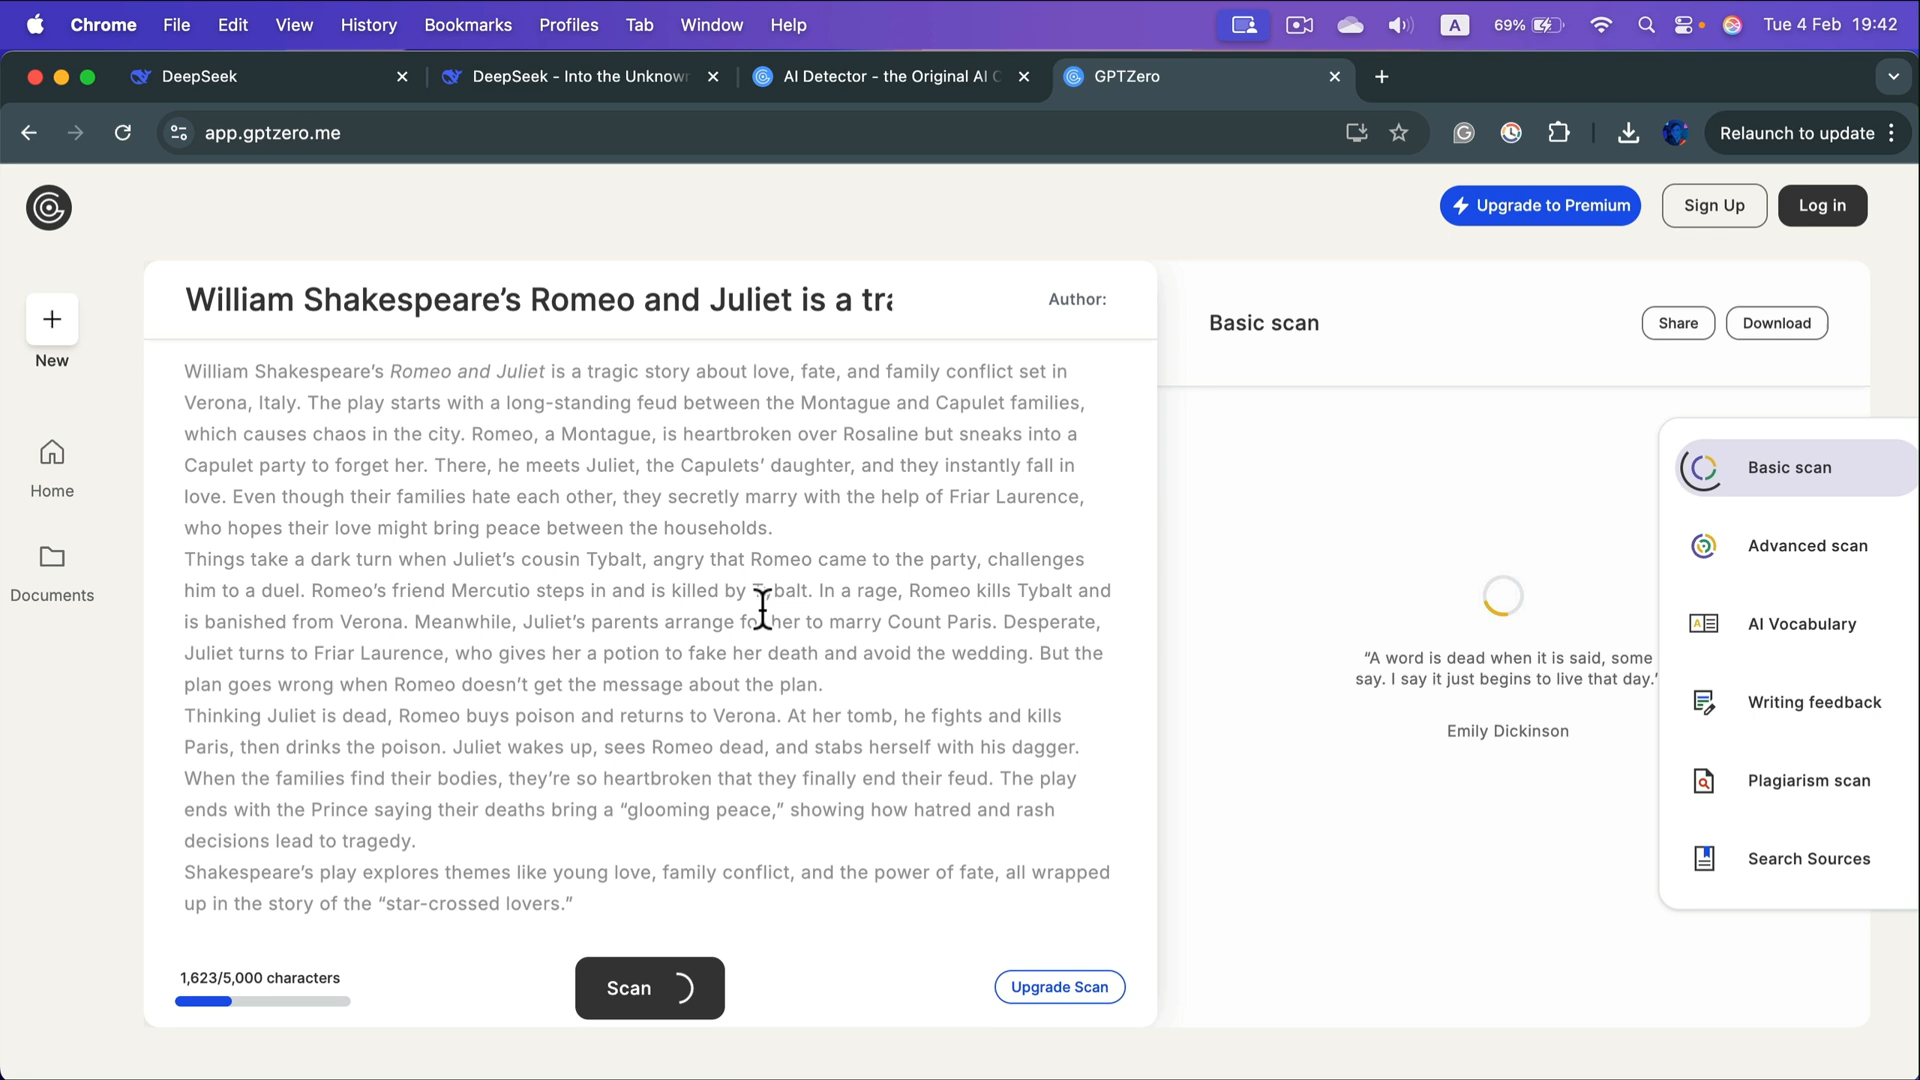 Chrome File Edit View History Bookmarks Profiles Tab Window Help
A 69% Tue 4 Feb 19:42
DeepSeek
DeepSeek - Into the Unknow
AI Detector - the Original AI C
GPTZero
app.gptzero.me
Relaunch to update
Upgrade to Premium
Sign Up
Log in
New
Home
Documents
William Shakespeare’s Romeo and Juliet is a tra
Author:
William Shakespeare’s Romeo and Juliet is a tragic story about love, fate, and family conflict set in
Verona, Italy. The play starts with a long-standing feud between the Montague and Capulet families,
which causes chaos in the city. Romeo, a Montague, is heartbroken over Rosaline but sneaks into a
Capulet party to forget her. There, he meets Juliet, the Capulets’ daughter, and they instantly fall in
love. Even though their families hate each other, they secretly marry with the help of Friar Laurence,
who hopes their love might bring peace between the households.
Things take a dark turn when Juliet’s cousin Tybalt, angry that Romeo came to the party, challenges
him to a duel. Romeo’s friend Mercutio steps in and is killed by Tybalt. In a rage, Romeo kills Tybalt and
is banished from Verona. Meanwhile, Juliet’s parents arrange for her to marry Count Paris. Desperate,
Juliet turns to Friar Laurence, who gives her a potion to fake her death and avoid the wedding. But the
plan goes wrong when Romeo doesn’t get the message about the plan.
Thinking Juliet is dead, Romeo buys poison and returns to Verona. At her tomb, he fights and kills
Paris, then drinks the poison. Juliet wakes up, sees Romeo dead, and stabs herself with his dagger.
When the families find their bodies, they’re so heartbroken that they finally end their feud. The play
ends with the Prince saying their deaths bring a “glooming peace,” showing how hatred and rash
decisions lead to tragedy.
Shakespeare’s play explores themes like young love, family conflict, and the power of fate, all wrapped
up in the story of the “star-crossed lovers.”
1,623/5,000 characters
Scan
Upgrade Scan
Basic scan
Share
Download
“A word is dead when it is said, some
say. I say it just begins to live that day.”
Emily Dickinson
Basic scan
Advanced scan
AI Vocabulary
Writing feedback
Plagiarism scan
Search Sources